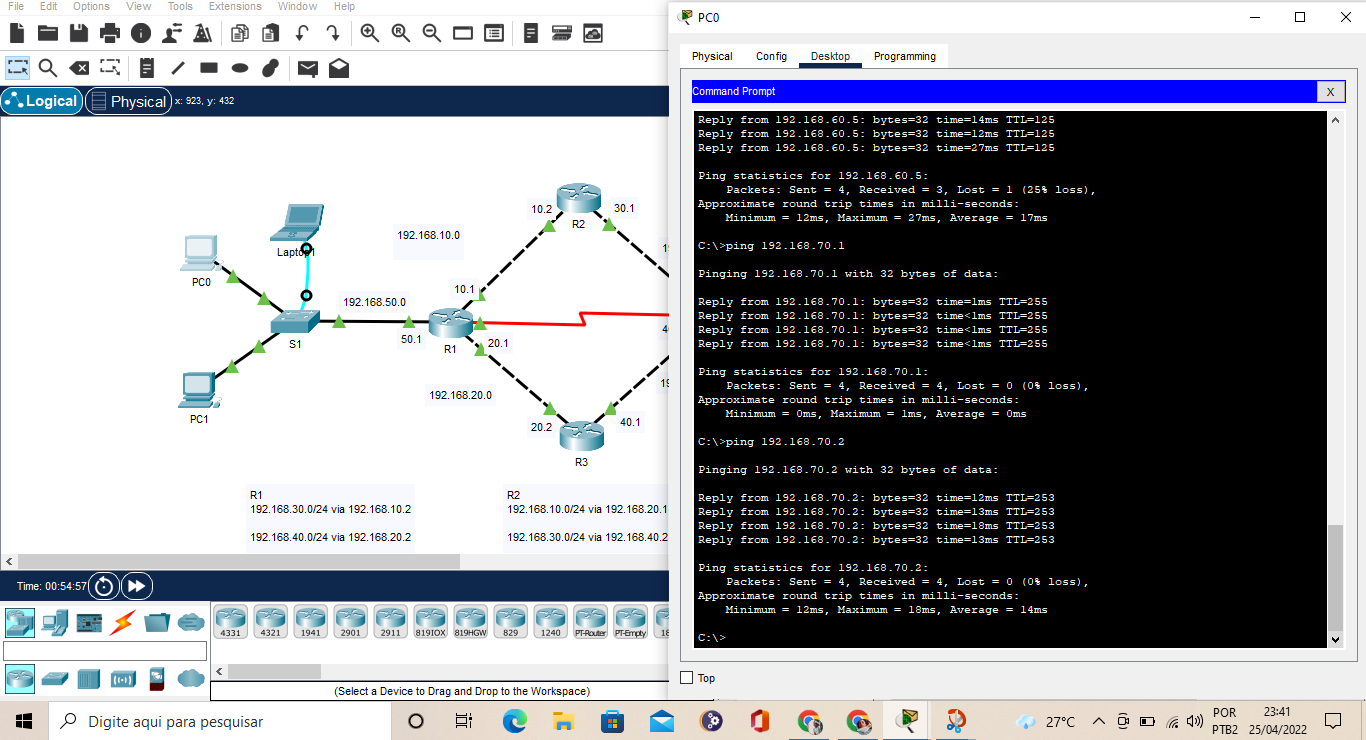 File Edit Options View Tools Extensions Window Help
Logical Physical x: 923, y: 432
Laptop1
PC0
S1
PC1
192.168.50.0
192.168.10.0
10.2
30.1
R2
10.1
50.1
R1
20.1
192.168.20.0
20.2
40.1
R3
R1
192.168.30.0/24 via 192.168.10.2
192.168.40.0/24 via 192.168.20.2
R2
192.168.10.0/24 via 192.168.20.1
192.168.30.0/24 via 192.168.40.2
Time: 00:54:57
4331 4321 1941 2901 2911 819IOX 819HGW 829 1240 PT-Router PT-Empty
(Select a Device to Drag and Drop to the Workspace)
PC0
Physical Config Desktop Programming
Command Prompt X
Reply from 192.168.60.5: bytes=32 time=14ms TTL=125
Reply from 192.168.60.5: bytes=32 time=12ms TTL=125
Reply from 192.168.60.5: bytes=32 time=27ms TTL=125
Ping statistics for 192.168.60.5:
Packets: Sent = 4, Received = 3, Lost = 1 (25% loss),
Approximate round trip times in milli-seconds:
Minimum = 12ms, Maximum = 27ms, Average = 17ms
C:\>ping 192.168.70.1
Pinging 192.168.70.1 with 32 bytes of data:
Reply from 192.168.70.1: bytes=32 time=1ms TTL=255
Reply from 192.168.70.1: bytes=32 time<1ms TTL=255
Reply from 192.168.70.1: bytes=32 time<1ms TTL=255
Reply from 192.168.70.1: bytes=32 time<1ms TTL=255
Ping statistics for 192.168.70.1:
Packets: Sent = 4, Received = 4, Lost = 0 (0% loss),
Approximate round trip times in milli-seconds:
Minimum = 0ms, Maximum = 1ms, Average = 0ms
C:\>ping 192.168.70.2
Pinging 192.168.70.2 with 32 bytes of data:
Reply from 192.168.70.2: bytes=32 time=12ms TTL=253
Reply from 192.168.70.2: bytes=32 time=13ms TTL=253
Reply from 192.168.70.2: bytes=32 time=18ms TTL=253
Reply from 192.168.70.2: bytes=32 time=13ms TTL=253
Ping statistics for 192.168.70.2:
Packets: Sent = 4, Received = 4, Lost = 0 (0% loss),
Approximate round trip times in milli-seconds:
Minimum = 12ms, Maximum = 18ms, Average = 14ms
C:\>
Top
Digite aqui para pesquisar
27°C
POR
PTB2
23:41
25/04/2022